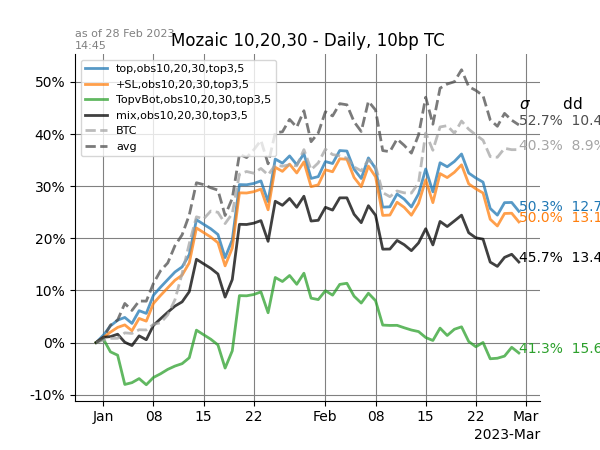 as of 28 Feb 2023
14:45
Mozaic 10,20,30 - Daily, 10bp TC
top,obs10,20,30,top3,5
+SL,obs10,20,30,top3,5
TopvBot,obs10,20,30,top3,5
mix,obs10,20,30,top3,5
BTC
avg
σ dd
52.7% 10.4
40.3% 8.9%
50.3% 12.7
50.0% 13.1
45.7% 13.4
41.3% 15.6
50%
40%
30%
20%
10%
0%
-10%
Jan 08 15 22 Feb 08 15 22 Mar
2023-Mar